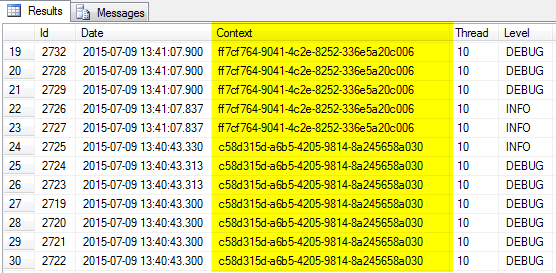 Results Messages
Id Date Context Thread Level
19 2732 2015-07-09 13:41:07.900 ff7cf764-9041-4c2e-8252-336e5a20c006 10 DEBUG
20 2728 2015-07-09 13:41:07.900 ff7cf764-9041-4c2e-8252-336e5a20c006 10 DEBUG
21 2729 2015-07-09 13:41:07.900 ff7cf764-9041-4c2e-8252-336e5a20c006 10 DEBUG
22 2726 2015-07-09 13:41:07.837 ff7cf764-9041-4c2e-8252-336e5a20c006 10 INFO
23 2727 2015-07-09 13:41:07.837 ff7cf764-9041-4c2e-8252-336e5a20c006 10 INFO
24 2725 2015-07-09 13:40:43.330 c58d315d-a6b5-4205-9814-8a245658a030 10 INFO
25 2724 2015-07-09 13:40:43.313 c58d315d-a6b5-4205-9814-8a245658a030 10 DEBUG
26 2723 2015-07-09 13:40:43.313 c58d315d-a6b5-4205-9814-8a245658a030 10 DEBUG
27 2719 2015-07-09 13:40:43.300 c58d315d-a6b5-4205-9814-8a245658a030 10 DEBUG
28 2720 2015-07-09 13:40:43.300 c58d315d-a6b5-4205-9814-8a245658a030 10 DEBUG
29 2721 2015-07-09 13:40:43.300 c58d315d-a6b5-4205-9814-8a245658a030 10 DEBUG
30 2722 2015-07-09 13:40:43.300 c58d315d-a6b5-4205-9814-8a245658a030 10 DEBUG